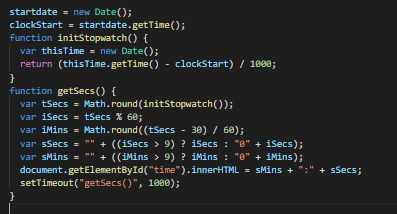 startdate = new Date();
clockStart = startdate.getTime();
function initStopwatch() {
  var thisTime = new Date();
  return (thisTime.getTime() - clockStart) / 1000;
}
function getSecs() {
  var tSecs = Math.round(initStopwatch());
  var iSecs = tSecs % 60;
  var iMins = Math.round((tSecs - 30) / 60);
  var sSecs = "" + ((iSecs > 9) ? iSecs : "0" + iSecs);
  var sMins = "" + ((iMins > 9) ? iMins : "0" + iMins);
  document.getElementById("time").innerHTML = sMins + ":" + sSecs;
  setTimeout("getSecs()", 1000);
}